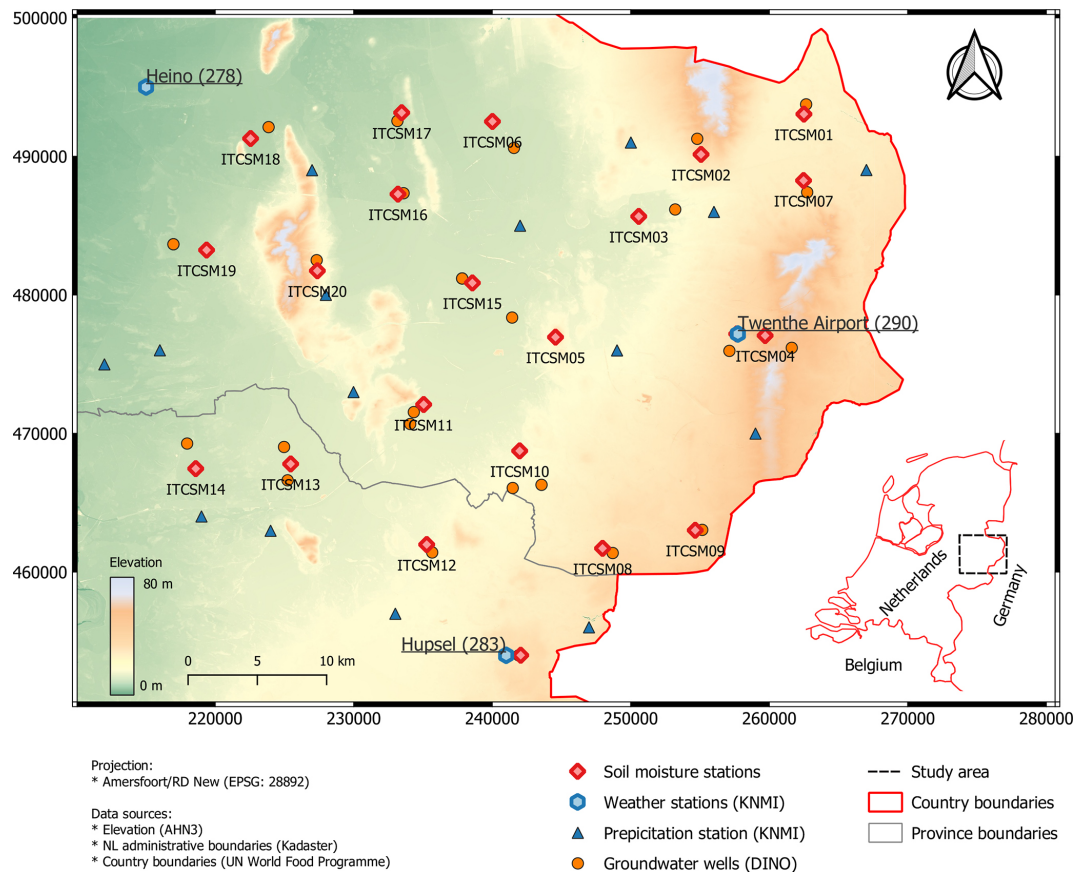 500000
490000
480000
470000
460000
Heino (278)
ITCSM17
ITCSM06
ITCSM01
ITCSM18
ITCSM02
ITCSM07
ITCSM16
ITCSM03
ITCSM19
ITCSM20
ITCSM15
Twenthe Airport (290)
ITCSM05
ITCSM04
ITCSM11
ITCSM10
ITCSM13
ITCSM14
ITCSM09
ITCSM12
ITCSM08
Hupsel (283)
Elevation
80 m
0 m
0 5 10 km
Netherlands
Germany
Belgium
220000 230000 240000 250000 260000 270000 280000
Projection:
* Amersfoort/RD New (EPSG: 28892)
Data sources:
* Elevation (AHN3)
* NL administrative boundaries (Kadaster)
* Country boundaries (UN World Food Programme)
Soil moisture stations
Weather stations (KNMI)
Prepicitation station (KNMI)
Groundwater wells (DINO)
Study area
Country boundaries
Province boundaries